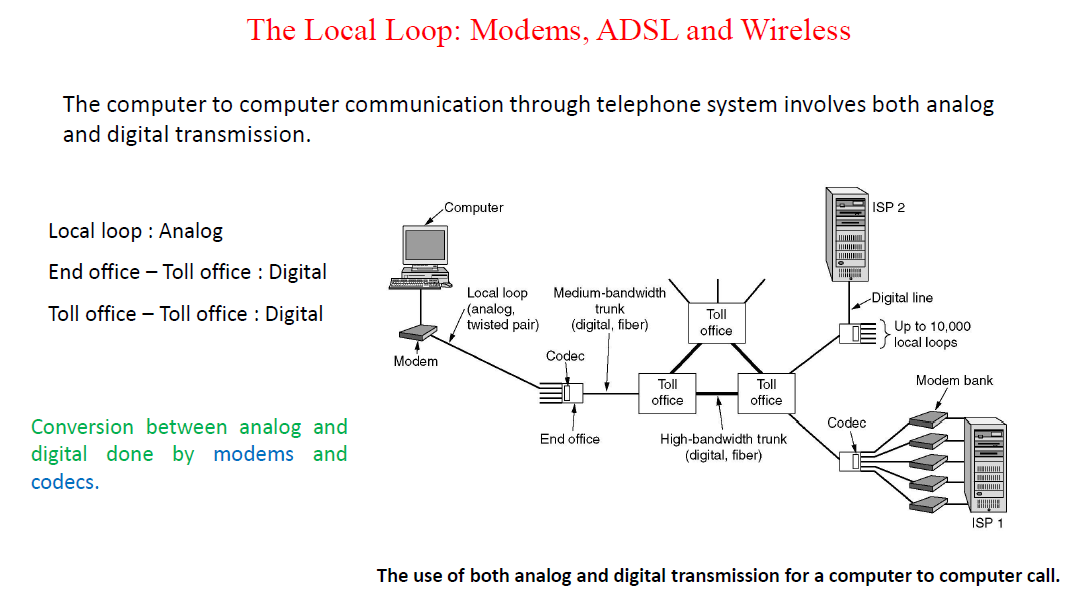 The Local Loop: Modems, ADSL and Wireless
The computer to computer communication through telephone system involves both analog
and digital transmission.
Local loop : Analog
End office – Toll office : Digital
Toll office – Toll office : Digital
Conversion between analog and
digital done by modems and
codecs.
Computer
Local loop
(analog,
twisted pair)
Modem
Medium-bandwidth
trunk
(digital, fiber)
Codec
End office
Toll
office
Toll
office
Toll
office
High-bandwidth trunk
(digital, fiber)
ISP 2
Digital line
Up to 10,000
local loops
Modem bank
Codec
ISP 1
The use of both analog and digital transmission for a computer to computer call.